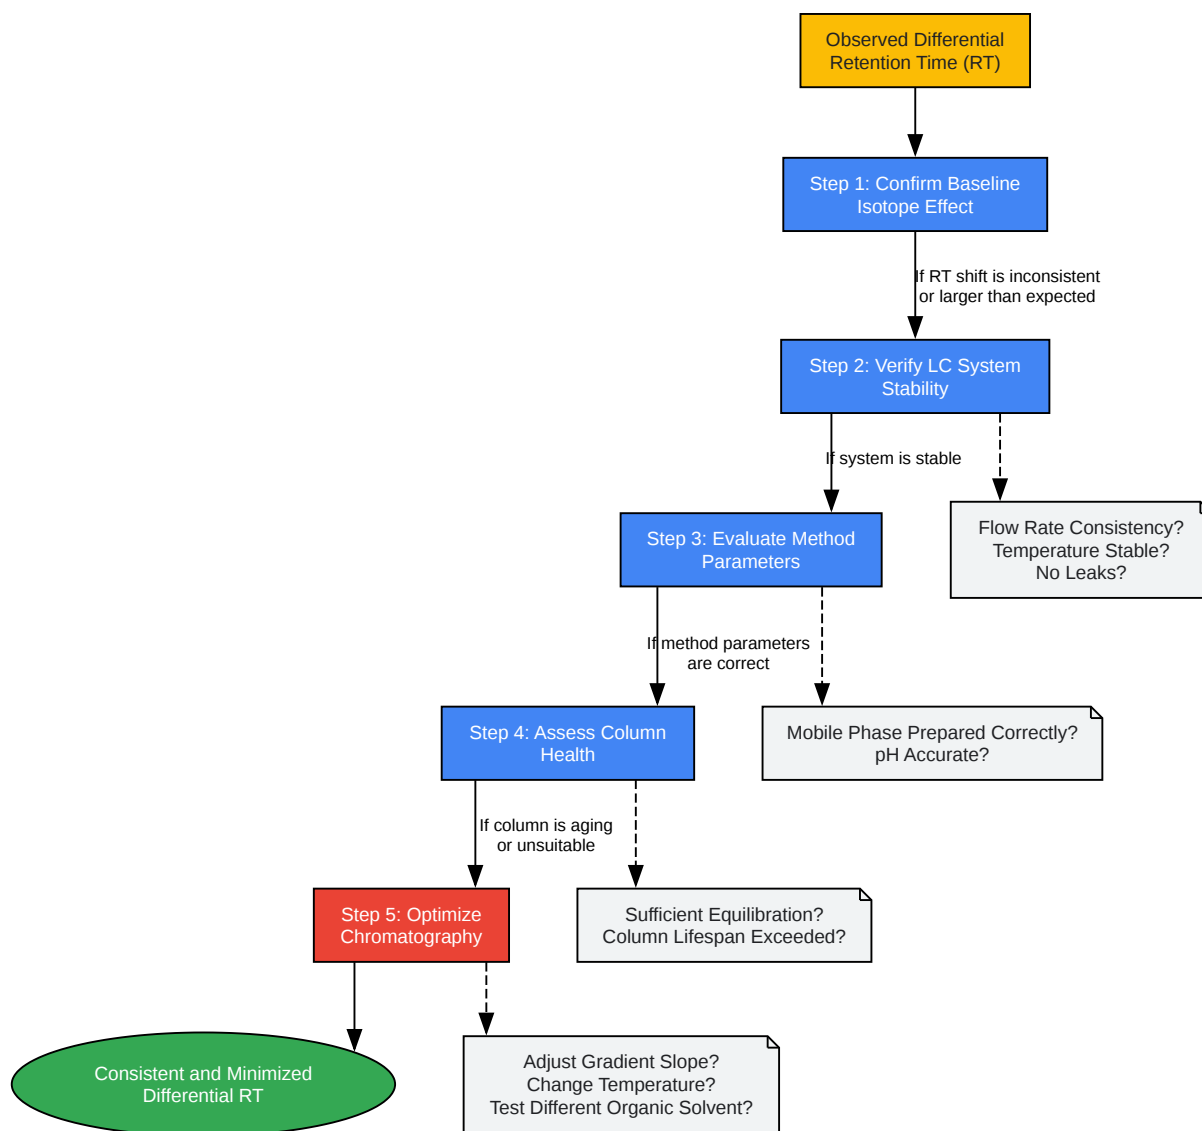 Observed Differential
Retention Time (RT)
Step 1: Confirm Baseline
Isotope Effect
If RT shift is inconsistent
or larger than expected
Step 2: Verify LC System
Stability
If system is stable
Flow Rate Consistency?
Temperature Stable?
No Leaks?
Step 3: Evaluate Method
Parameters
If method parameters
are correct
Mobile Phase Prepared Correctly?
pH Accurate?
Step 4: Assess Column
Health
If column is aging
or unsuitable
Sufficient Equilibration?
Column Lifespan Exceeded?
Step 5: Optimize
Chromatography
Adjust Gradient Slope?
Change Temperature?
Test Different Organic Solvent?
Consistent and Minimized
Differential RT